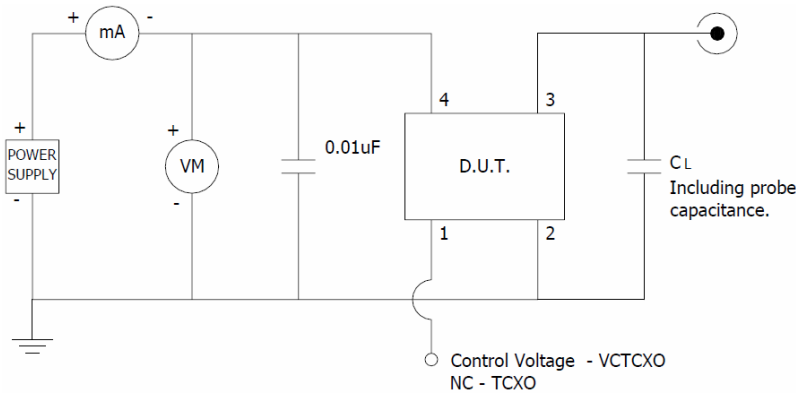 + mA -
4 3
+ POWER SUPPLY -
+ VM -
0.01uF
D.U.T.
CL
Including probe
capacitance.
1 2
Control Voltage - VCTCXO
NC - TCXO